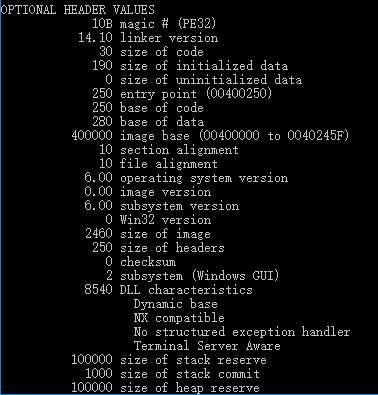 OPTIONAL HEADER VALUES
10B magic # (PE32)
14.10 linker version
30 size of code
190 size of initialized data
0 size of uninitialized data
250 entry point (00400250)
250 base of code
280 base of data
400000 image base (00400000 to 0040245F)
10 section alignment
10 file alignment
6.00 operating system version
0.00 image version
6.00 subsystem version
0 Win32 version
2460 size of image
250 size of headers
0 checksum
2 subsystem (Windows GUI)
8540 DLL characteristics
Dynamic base
NX compatible
No structured exception handler
Terminal Server Aware
100000 size of stack reserve
1000 size of stack commit
100000 size of heap reserve